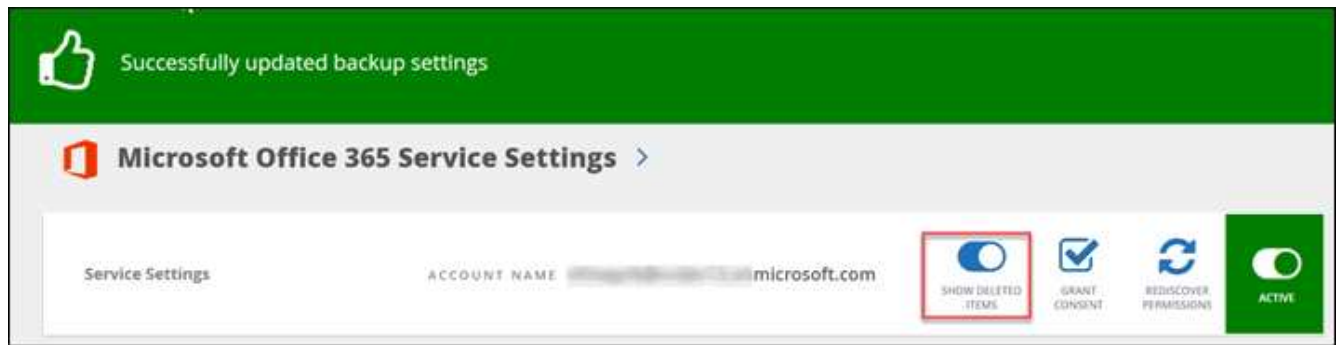 Successfully updated backup settings
Microsoft Office 365 Service Settings >
Service Settings
ACCOUNT NAME
microsoft.com
SHOW DELETED
ITEMS
GRANT
CONSENT
REDISCOVER
PERMISSIONS
ACTIVE